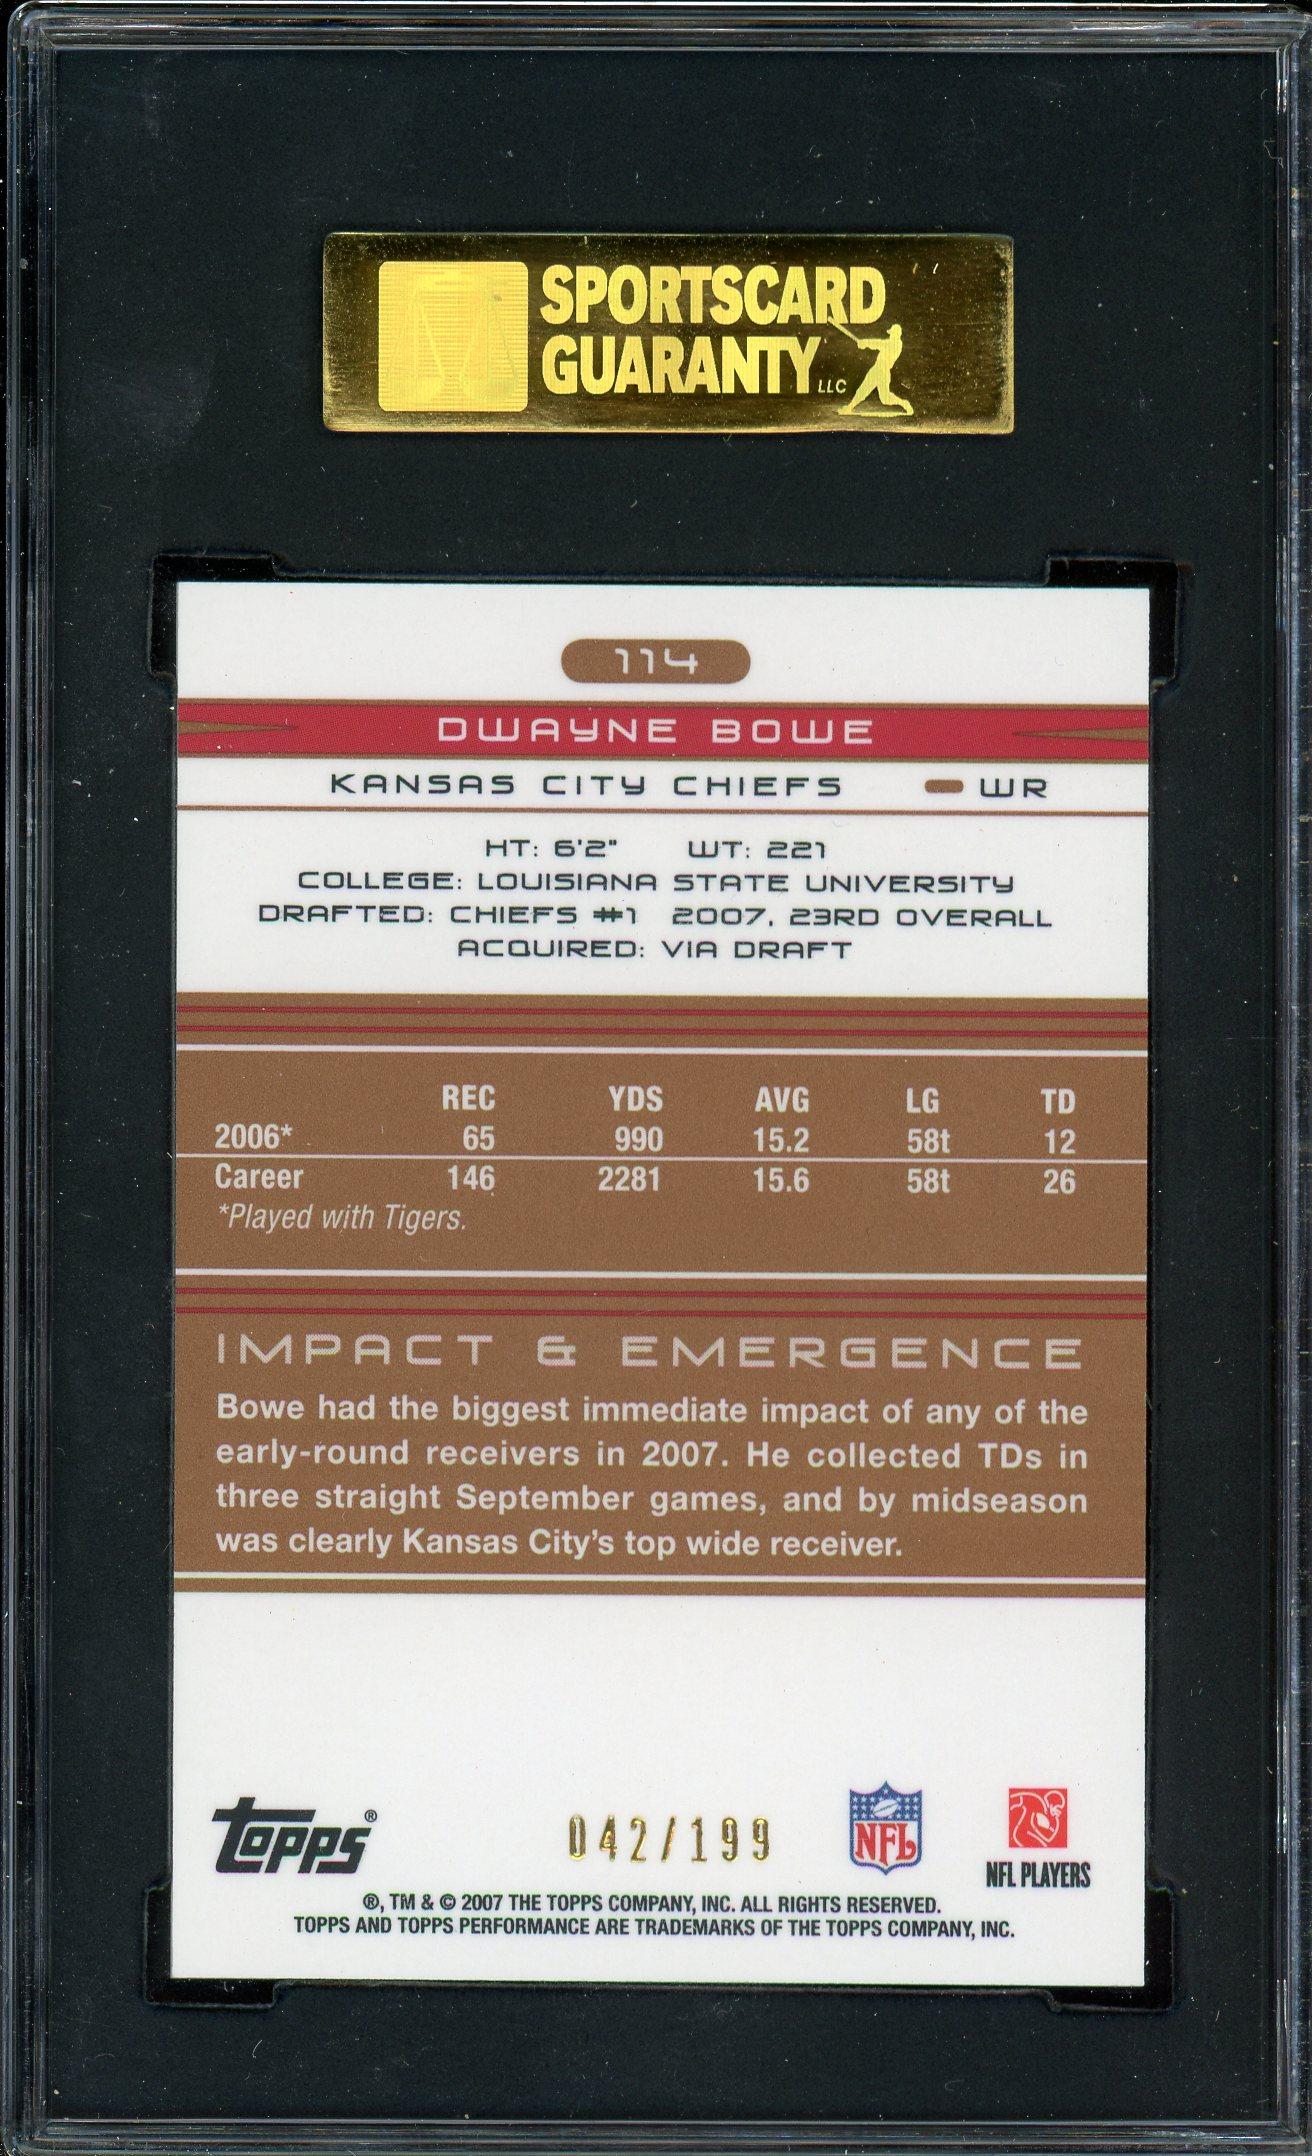 SPORTSCARD
GUARANTY LLC
114
DWAYNE BOWE
KANSAS CITY CHIEFS WR
HT: 6'2" WT: 221
COLLEGE: LOUISIANA STATE UNIVERSITY
DRAFTED: CHIEFS #1 2007. 23RD OVERALL
ACQUIRED: VIA DRAFT
REC YDS AVG LG TD
2006* 65 990 15.2 58t 12
Career 146 2281 15.6 58t 26
*Played with Tigers.
IMPACT & EMERGENCE
Bowe had the biggest immediate impact of any of the
early-round receivers in 2007. He collected TDs in
three straight September games, and by midseason
was clearly Kansas City's top wide receiver.
Topps® 042/199 NFL
NFL PLAYERS
®, TM & © 2007 THE TOPPS COMPANY, INC. ALL RIGHTS RESERVED.
TOPPS AND TOPPS PERFORMANCE ARE TRADEMARKS OF THE TOPPS COMPANY, INC.